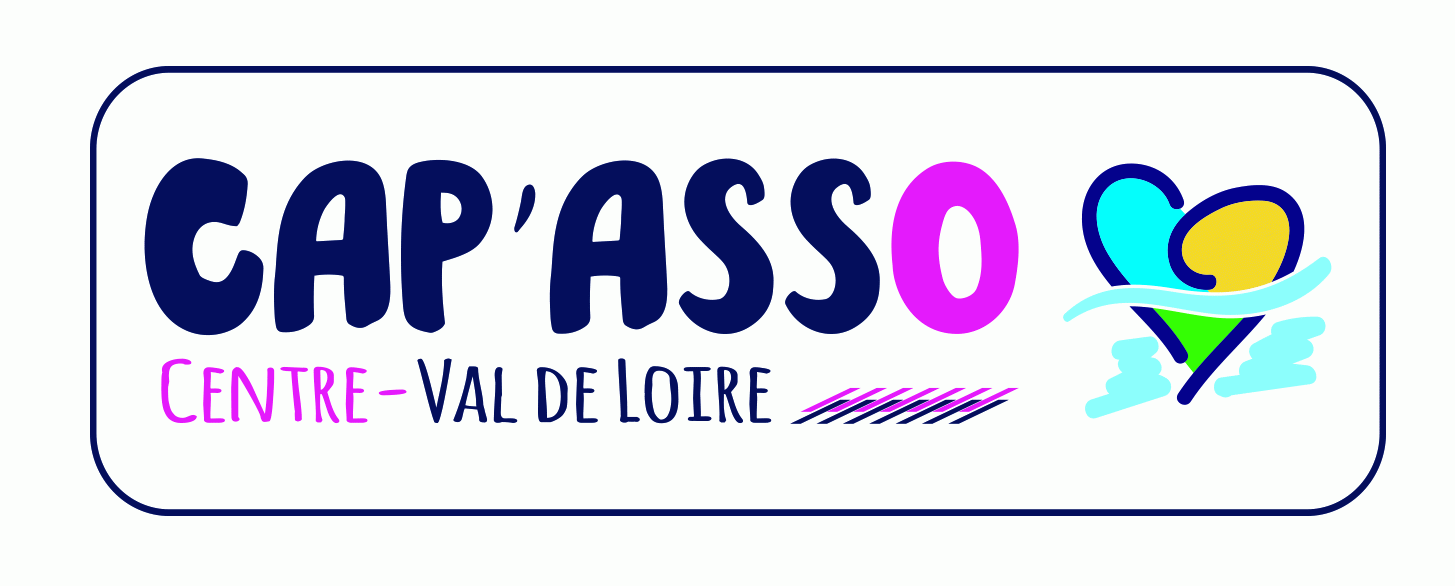 CAP'ASSO
CENTRE-VAL DE LOIRE